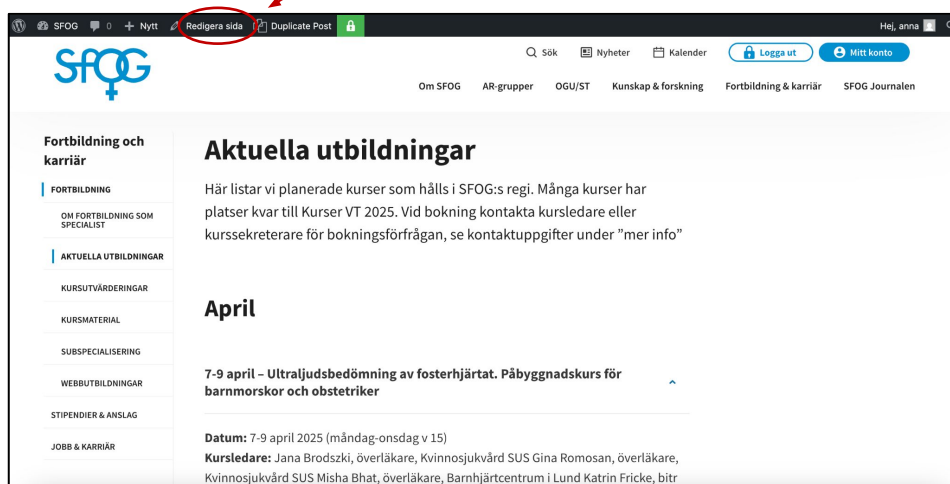 SFOG 0 + Nytt Redigera sida Duplicate Post Hej, anna
SFOG
Sök Nyheter Kalender Logga ut Mitt konto
Om SFOG AR-grupper OGU/ST Kunskap & forskning Fortbildning & karriär SFOG Journalen
Fortbildning och
karriär
FORTBILDNING
OM FORTBILDNING SOM
SPECIALIST
AKTUELLA UTBILDNINGAR
KURSUTVÄRDERINGAR
KURSMATERIAL
SUBSPECIALISERING
WEBBUTBILDNINGAR
STIPENDIER & ANSLAG
JOBB & KARRIÄR
Aktuella utbildningar
Här listar vi planerade kurser som hålls i SFOG:s regi. Många kurser har
platser kvar till Kurser VT 2025. Vid bokning kontakta kursledare eller
kurssekreterare för bokningsförfrågan, se kontaktuppgifter under ”mer info”
April
7-9 april – Ultraljudsbedömning av fosterhjärtat. Påbyggnadskurs för
barnmorskor och obstetriker
Datum: 7-9 april 2025 (måndag-onsdag v 15)
Kursledare: Jana Brodszki, överläkare, Kvinnosjukvård SUS Gina Romosan, överläkare,
Kvinnosjukvård SUS Misha Bhat, överläkare, Barnhjärtcentrum i Lund Katrin Fricke, bitr